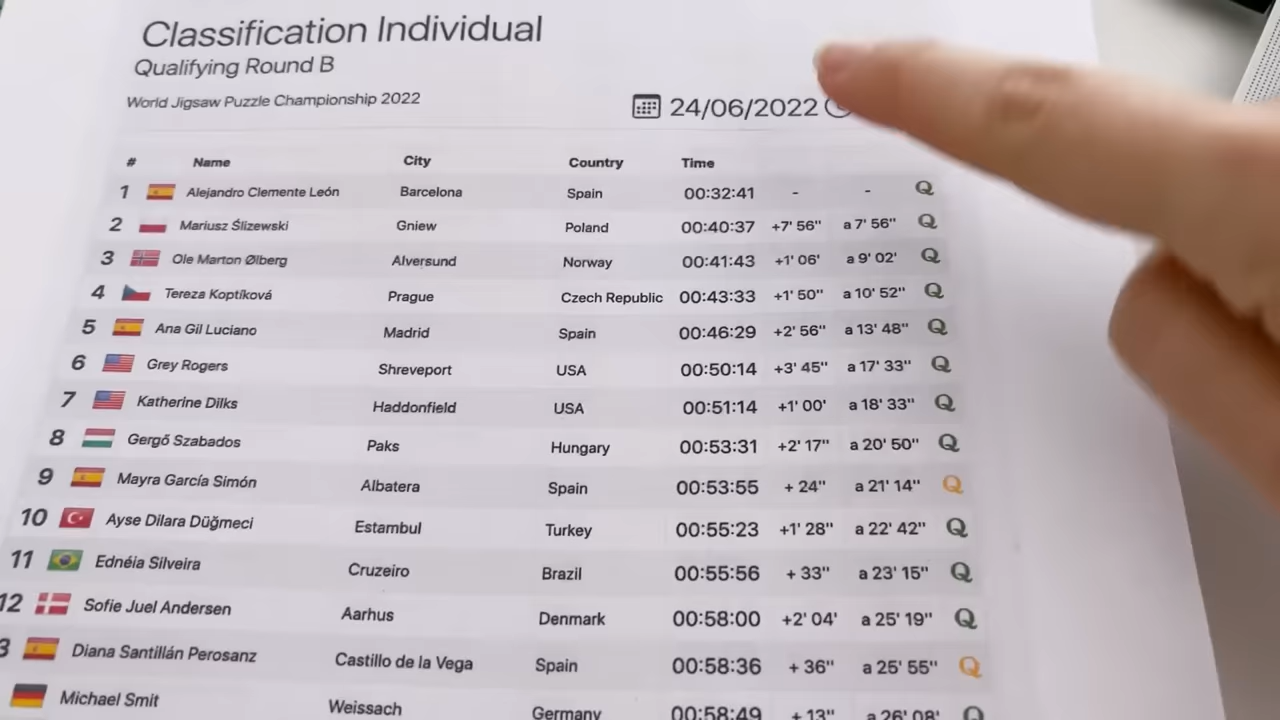 Classification Individual
Qualifying Round B
World Jigsaw Puzzle Championship 2022
24/06/2022
# Name City Country Time
1 Alejandro Clemente León Barcelona Spain 00:32:41 - - Q
2 Mariusz Ślizewski Gniew Poland 00:40:37 +7' 56" a 7' 56" Q
3 Ole Marton Ølberg Alversund Norway 00:41:43 +1' 06' a 9' 02' Q
4 Tereza Koptíková Prague Czech Republic 00:43:33 +1' 50" a 10' 52" Q
5 Ana Gil Luciano Madrid Spain 00:46:29 +2' 56" a 13' 48" Q
6 Grey Rogers Shreveport USA 00:50:14 +3' 45" a 17' 33" Q
7 Katherine Dilks Haddonfield USA 00:51:14 +1' 00' a 18' 33" Q
8 Gergő Szabados Paks Hungary 00:53:31 +2' 17" a 20' 50" Q
9 Mayra García Simón Albatera Spain 00:53:55 + 24" a 21' 14" Q
10 Ayse Dilara Düğmeci Estambul Turkey 00:55:23 +1' 28" a 22' 42" Q
11 Ednéia Silveira Cruzeiro Brazil 00:55:56 + 33" a 23' 15" Q
12 Sofie Juel Andersen Aarhus Denmark 00:58:00 +2' 04' a 25' 19" Q
3 Diana Santillán Perosanz Castillo de la Vega Spain 00:58:36 + 36" a 25' 55" Q
Michael Smit Weissach Germany 00:58:49 + 13" a 26' 08' Q